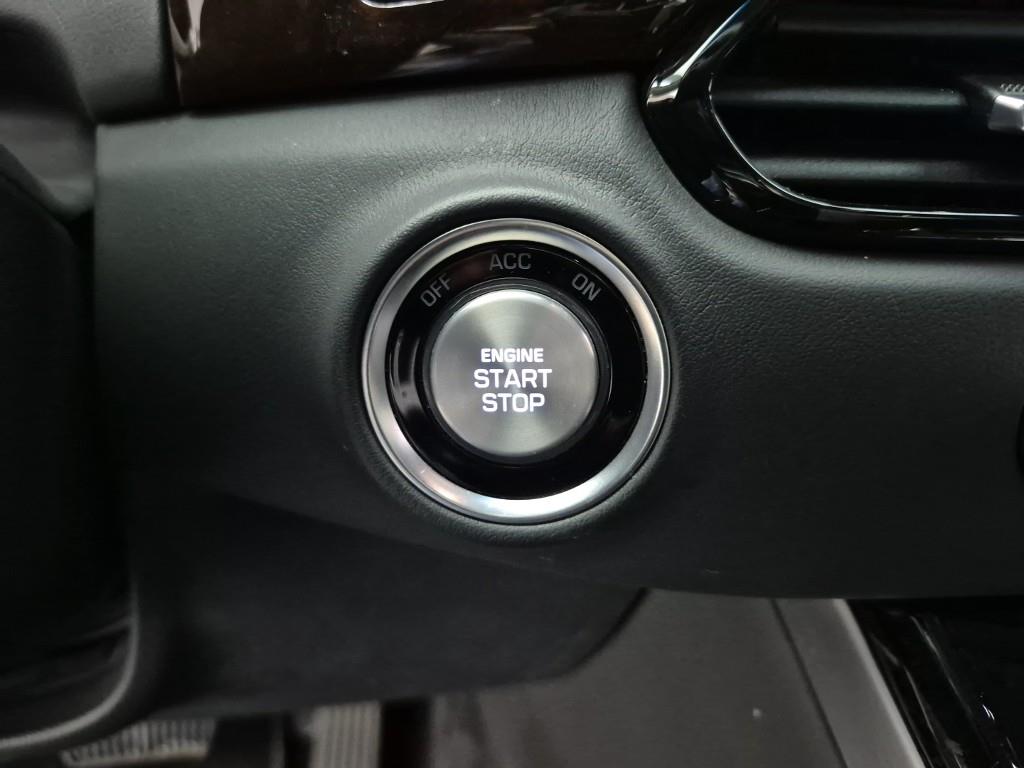 OFF ACC ON
ENGINE
START
STOP